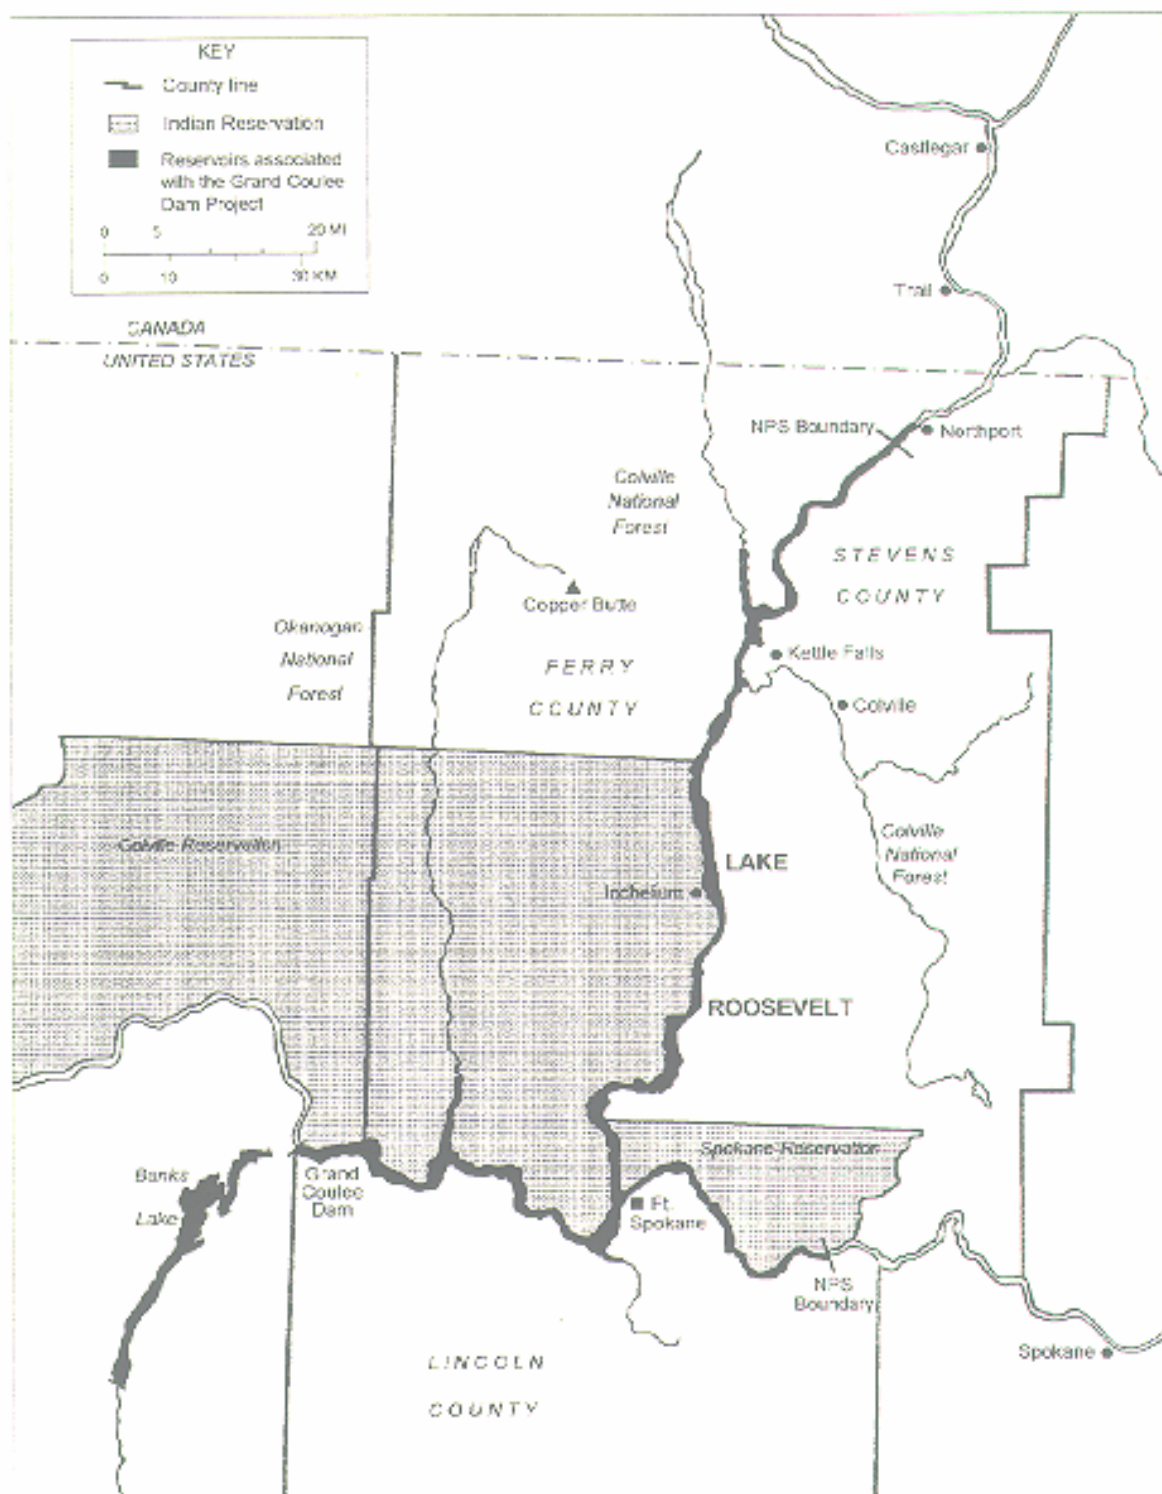 KEY
County line
Indian Reservation
Reservoirs associated
with the Grand Coulee
Dam Project
0 5 20 MI
0 10 30 KM
CANADA
UNITED STATES
Castlegar
Trail
NPS Boundary
Northport
Colville
National
Forest
STEVENS
COUNTY
Copper Butte
Okanogan
National
Forest
Kettle Falls
FERRY
COUNTY
Colville
Colville Reservation
LAKE
Colville
National
Forest
Inchelium
ROOSEVELT
Spokane Reservation
Banks
Lake
Grand
Coulee
Dam
Ft.
Spokane
NPS
Boundary
Spokane
LINCOLN
COUNTY